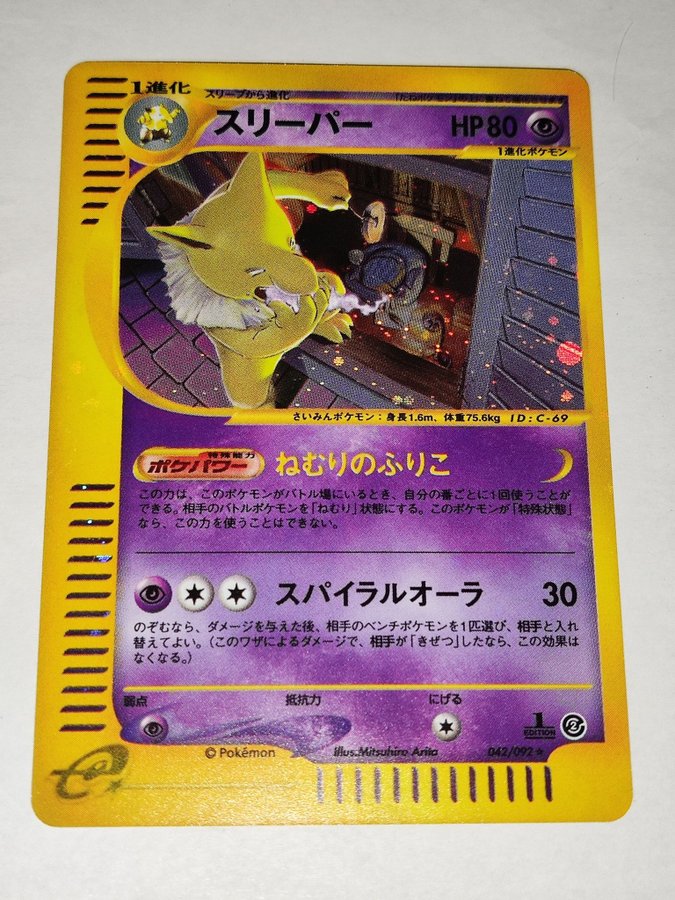 1進化
スリープから進化
スリーパー HP80
1進化ポケモン
さいみんポケモン：身長1.6m、体重75.6kg ID：C-69
特殊能力
ポケパワー ねむりのふりこ
この力は、このポケモンがバトル場にいるとき、自分の番ごとに1回使うことが
できる。相手のバトルポケモンを「ねむり」状態にする。このポケモンが「特殊状態」
なら、この力を使うことはできない。
スパイラルオーラ 30
のぞむなら、ダメージを与えた後、相手のベンチポケモンを1匹選び、相手と入れ
替えてよい。（このワザによるダメージで、相手が「きぜつ」したなら、この効果は
なくなる。）
弱点 抵抗力 にげる
1 EDITION 2
© Pokémon Illus. Mitsuhiro Arita 042/092 ★
e